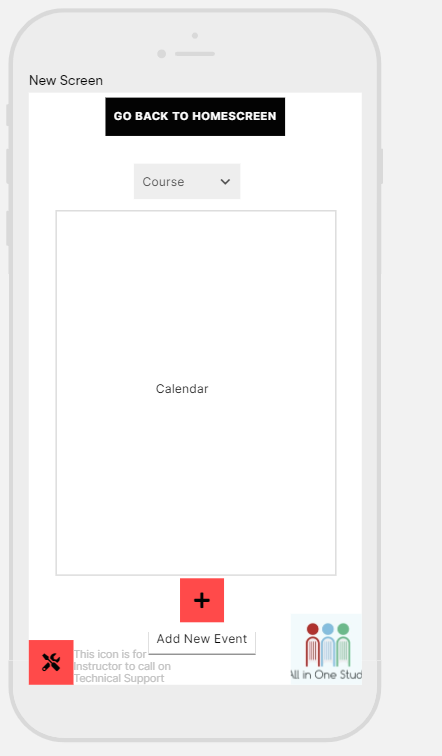 New Screen
GO BACK TO HOMESCREEN
Course
Calendar
Add New Event
This icon is for
Instructor to call on
Technical Support
All in One Stud